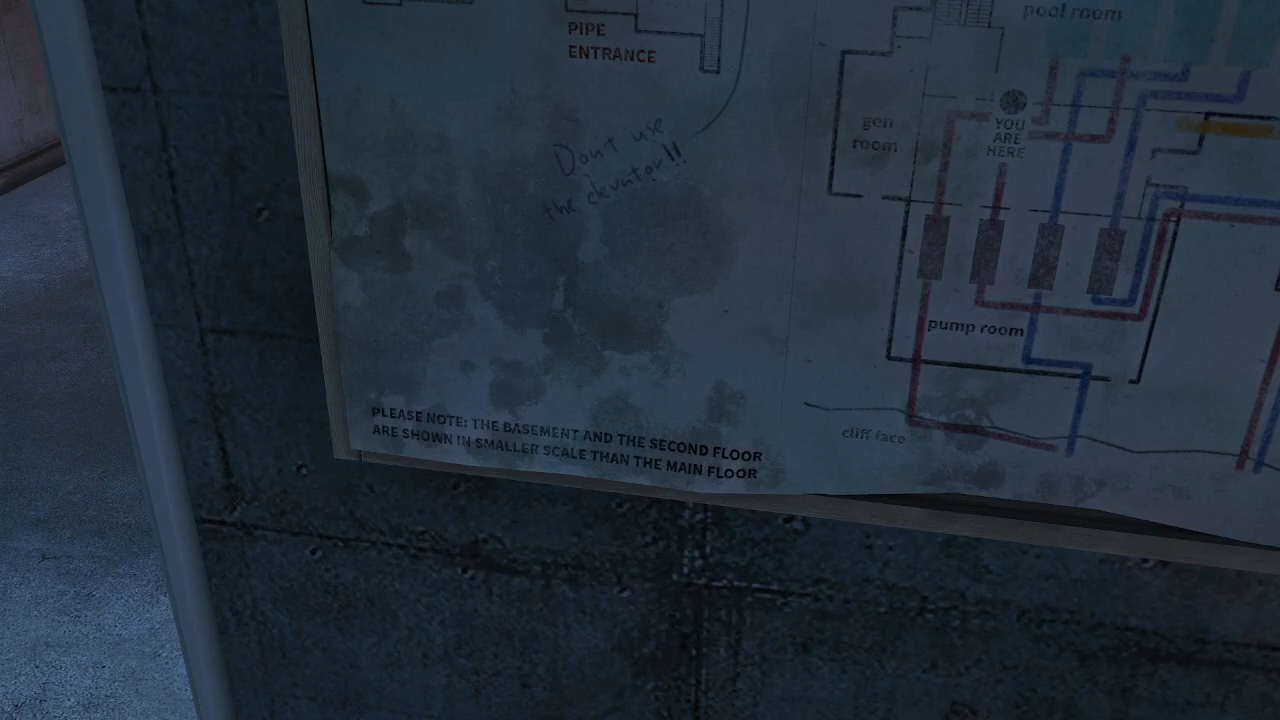 pool room
PIPE
ENTRANCE
Don't use
the elevator!!
gen
room
YOU
ARE
HERE
pump room
cliff face
PLEASE NOTE: THE BASEMENT AND THE SECOND FLOOR
ARE SHOWN IN SMALLER SCALE THAN THE MAIN FLOOR